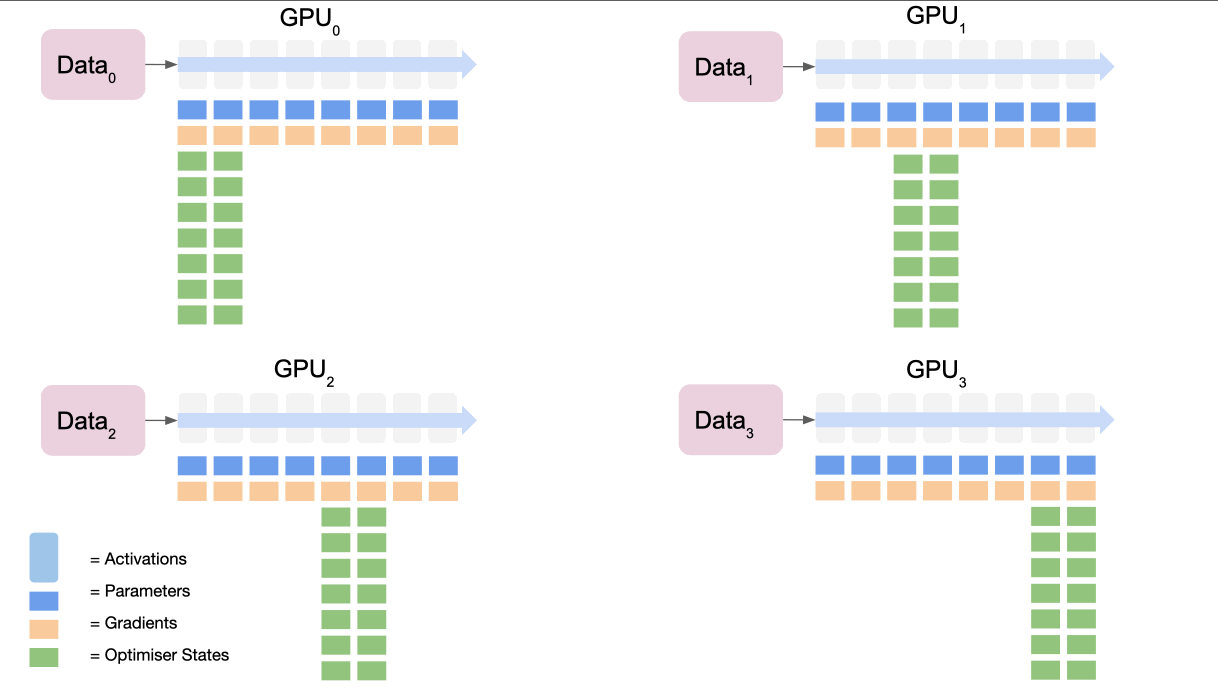 GPU₀
Data₀
GPU₁
Data₁
GPU₂
Data₂
GPU₃
Data₃
= Activations
= Parameters
= Gradients
= Optimiser States